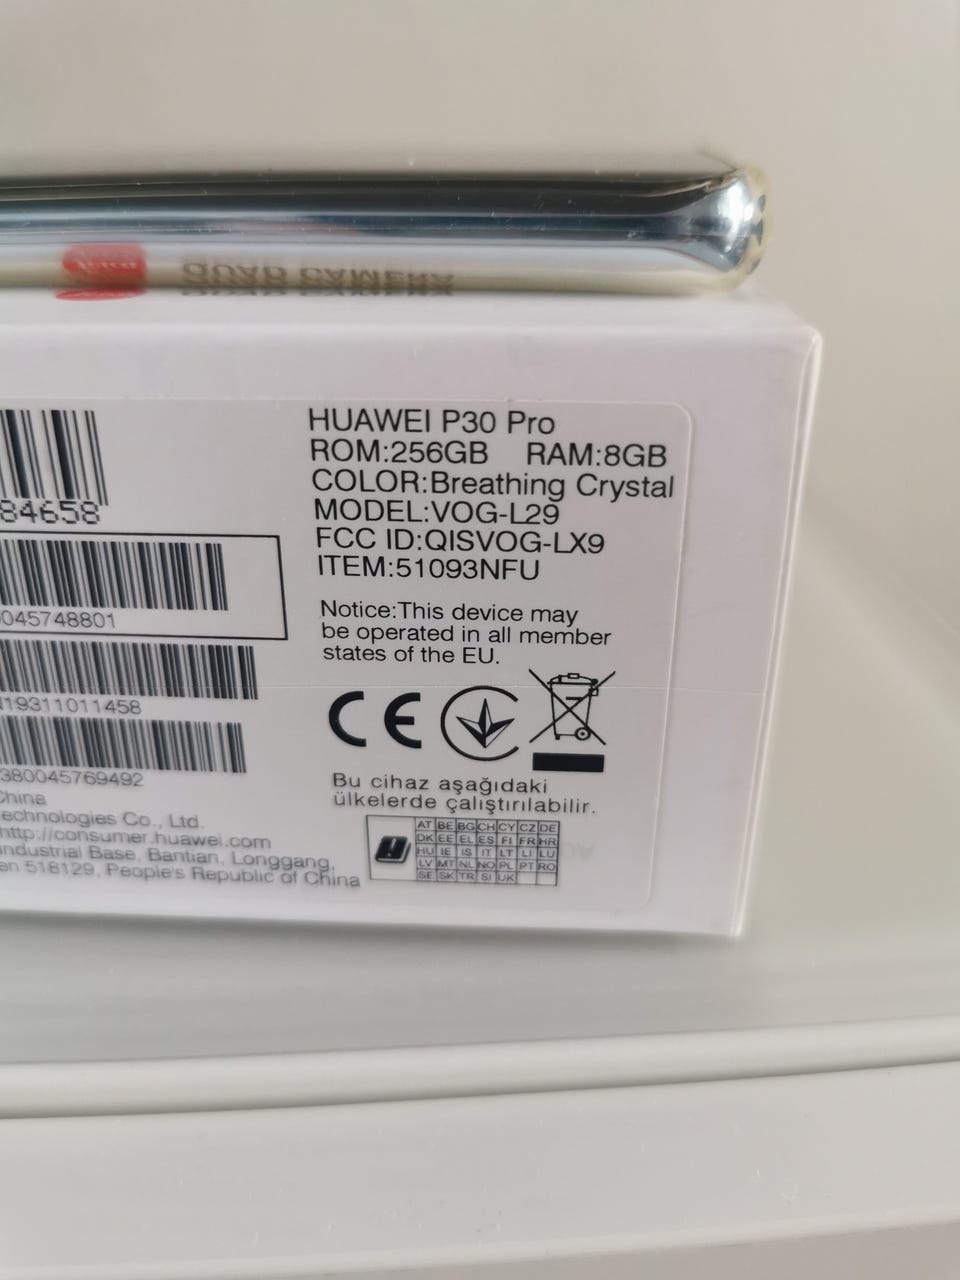 QUAD CAMERA
HUAWEI P30 Pro
ROM:256GB RAM:8GB
COLOR:Breathing Crystal
MODEL:VOG-L29
FCC ID:QISVOG-LX9
ITEM:51093NFU
Notice:This device may
be operated in all member
states of the EU.
CE
Bu cihaz aşağıdaki
ülkelerde çalıştırılabilir.
AT BE BG CH CY CZ DE
DK EE EL ES FI FR HR
HU IE IS IT LT LI LU
LV MT NL NO PL PT RO
SE SK TR SI UK
84658
045748801
19311011458
380045769492
China
echnologies Co., Ltd.
http://consumer.huawei.com
ndustrial Base, Bantian, Longgang,
en 518129, People's Republic of China